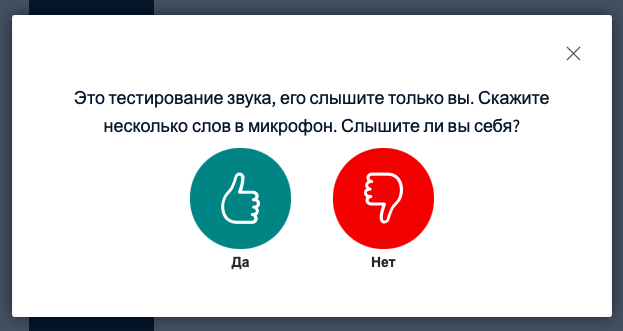 Это тестирование звука, его слышите только вы. Скажите
несколько слов в микрофон. Слышите ли вы себя?
Да
Нет